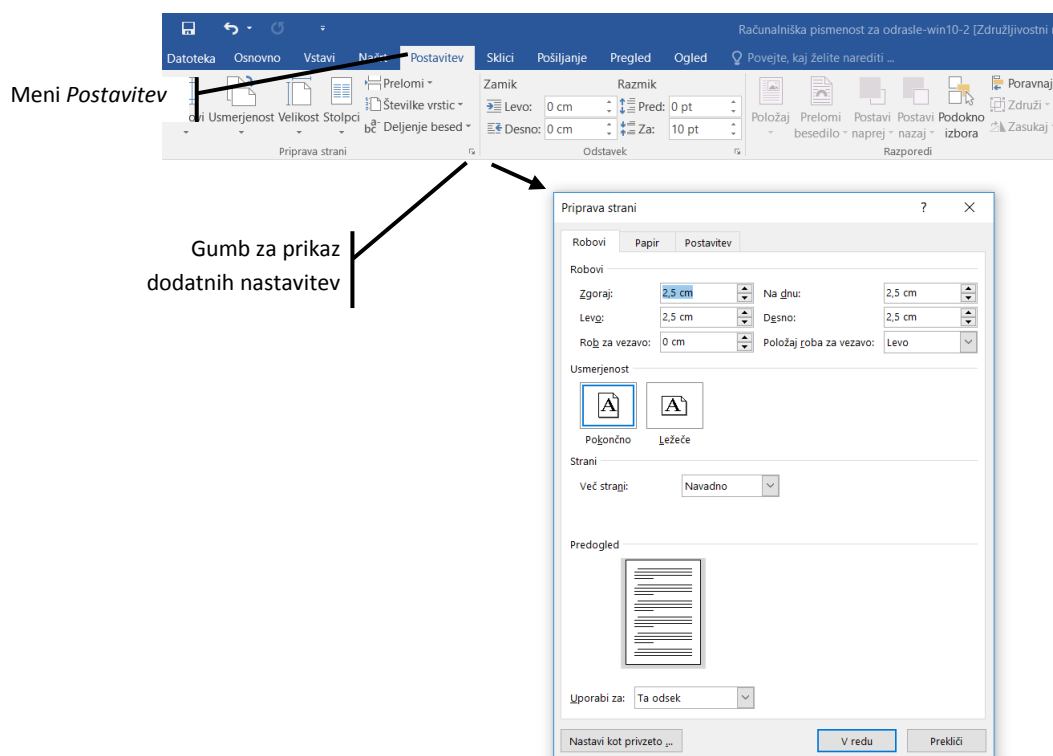 Računalniška pismenost za odrasle-win10-2 [Združljivostni
Datoteka Osnovno Vstavi Načrt Postavitev Sklici Pošiljanje Pregled Ogled Povejte, kaj želite narediti ...
Meni Postavitev
Usmerjenost Velikost Stolpci
Prelomi
Številke vrstic
Deljenje besed
Priprava strani
Zamik Razmik
Levo: 0 cm Pred: 0 pt
Desno: 0 cm Za: 10 pt
Odstavek
Položaj Prelomi besedilo Postavi naprej Postavi nazaj Podokno izbora
Poravnaj
Združi
Zasukaj
Razporedi
Gumb za prikaz
dodatnih nastavitev
Priprava strani ?
Robovi Papir Postavitev
Robovi
Zgoraj: 2,5 cm Na dnu: 2,5 cm
Levo: 2,5 cm Desno: 2,5 cm
Rob za vezavo: 0 cm Položaj roba za vezavo: Levo
Usmerjenost
A A
Pokončno Ležeče
Strani
Več strani: Navadno
Predogled
Uporabi za: Ta odsek
Nastavi kot privzeto ... V redu Prekliči